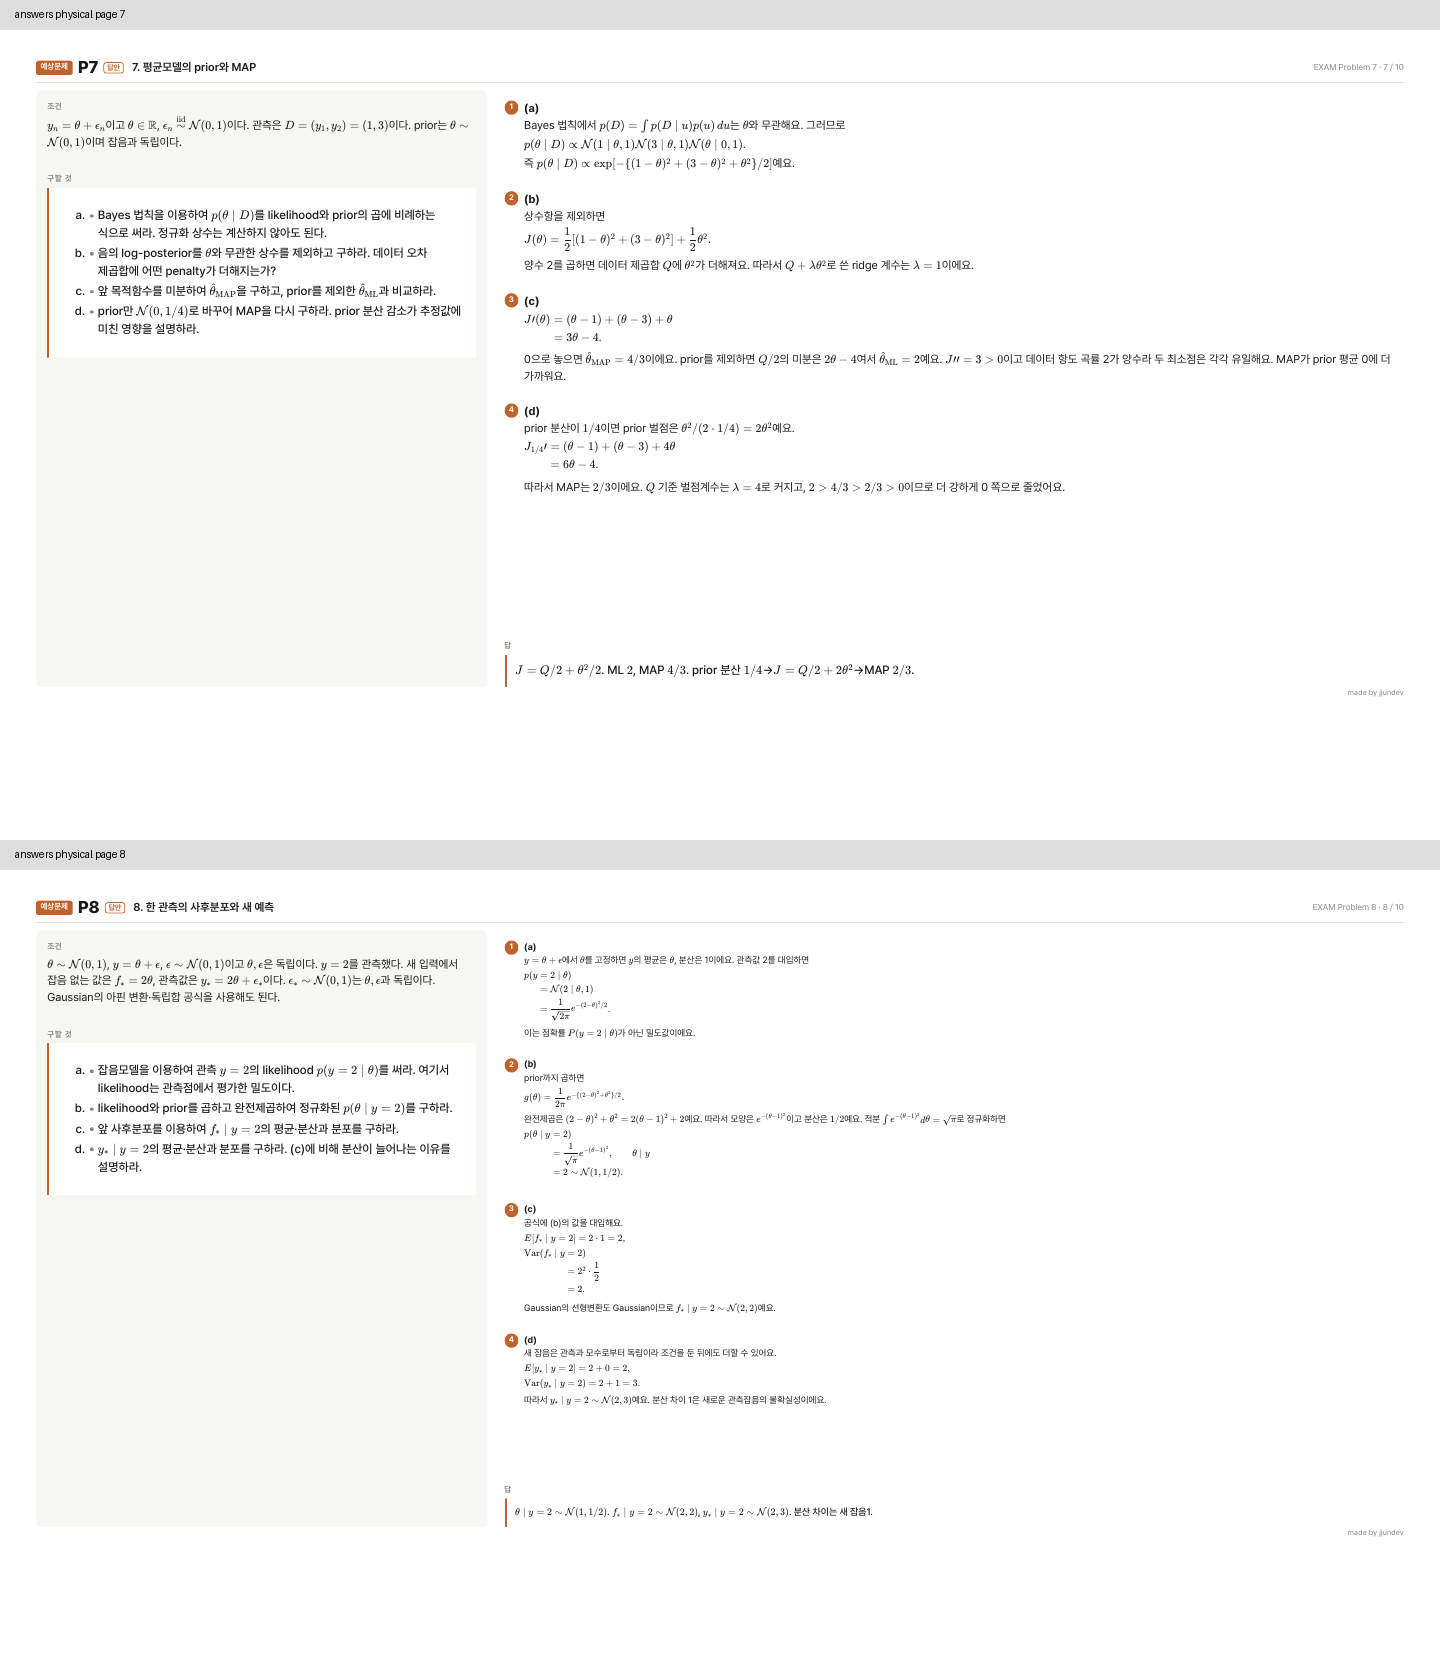 answers physical page 7
예상문제 P7 답안 7. 평균모델의 prior와 MAP
EXAM Problem 7 · 7 / 10
조건
yₙ = θ + ϵₙ이고 θ ∈ ℝ, ϵₙ ~iid 𝒩(0, 1)이다. 관측은 D = (y₁, y₂) = (1, 3)이다. prior는 θ ∼
𝒩(0, 1)이며 잡음과 독립이다.
구할 것
a. Bayes 법칙을 이용하여 p(θ | D)를 likelihood와 prior의 곱에 비례하는
식으로 써라. 정규화 상수는 계산하지 않아도 된다.
b. 음의 log-posterior를 θ와 무관한 상수를 제외하고 구하라. 데이터 오차
제곱합에 어떤 penalty가 더해지는가?
c. 앞 목적함수를 미분하여 θ̂_MAP을 구하고, prior를 제외한 θ̂_ML과 비교하라.
d. prior만 𝒩(0, 1/4)로 바꾸어 MAP을 다시 구하라. prior 분산 감소가 추정값에
미친 영향을 설명하라.
1 (a)
Bayes 법칙에서 p(D) = ∫ p(D | u)p(u) du는 θ와 무관해요. 그러므로
p(θ | D) ∝ 𝒩(1 | θ, 1)𝒩(3 | θ, 1)𝒩(θ | 0, 1).
즉 p(θ | D) ∝ exp[−{(1 − θ)² + (3 − θ)² + θ²}/2]예요.
2 (b)
상수항을 제외하면
J(θ) = 1/2[(1 − θ)² + (3 − θ)²] + 1/2θ².
양수 2를 곱하면 데이터 제곱합 Q에 θ²가 더해져요. 따라서 Q + λθ²로 쓴 ridge 계수는 λ = 1이에요.
3 (c)
J′(θ) = (θ − 1) + (θ − 3) + θ
= 3θ − 4.
0으로 놓으면 θ̂_MAP = 4/3이에요. prior를 제외하면 Q/2의 미분은 2θ − 4여서 θ̂_ML = 2예요. J′′ = 3 > 0이고 데이터 항도 곡률 2가 양수라 두 최소점은 각각 유일해요. MAP가 prior 평균 0에 더
가까워요.
4 (d)
prior 분산이 1/4이면 prior 벌점은 θ²/(2 · 1/4) = 2θ²예요.
J₁/₄′ = (θ − 1) + (θ − 3) + 4θ
= 6θ − 4.
따라서 MAP는 2/3이에요. Q 기준 벌점계수는 λ = 4로 커지고, 2 > 4/3 > 2/3 > 0이므로 더 강하게 0 쪽으로 줄었어요.
답
J = Q/2 + θ²/2. ML 2, MAP 4/3. prior 분산 1/4→J = Q/2 + 2θ²→MAP 2/3.
made by jjundev
answers physical page 8
예상문제 P8 답안 8. 한 관측의 사후분포와 새 예측
EXAM Problem 8 · 8 / 10
조건
θ ∼ 𝒩(0, 1), y = θ + ϵ, ϵ ∼ 𝒩(0, 1)이고 θ, ϵ은 독립이다. y = 2를 관측했다. 새 입력에서
잡음 없는 값은 f∗ = 2θ, 관측값은 y∗ = 2θ + ϵ∗이다. ϵ∗ ∼ 𝒩(0, 1)는 θ, ϵ과 독립이다.
Gaussian의 아핀 변환·독립합 공식을 사용해도 된다.
구할 것
a. 잡음모델을 이용하여 관측 y = 2의 likelihood p(y = 2 | θ)를 써라. 여기서
likelihood는 관측점에서 평가한 밀도이다.
b. likelihood와 prior를 곱하고 완전제곱하여 정규화된 p(θ | y = 2)를 구하라.
c. 앞 사후분포를 이용하여 f∗ | y = 2의 평균·분산과 분포를 구하라.
d. y∗ | y = 2의 평균·분산과 분포를 구하라. (c)에 비해 분산이 늘어나는 이유를
설명하라.
1 (a)
y = θ + ϵ에서 θ를 고정하면 y의 평균은 θ, 분산은 1이에요. 관측값 2를 대입하면
p(y = 2 | θ)
= 𝒩(2 | θ, 1)
= 1/√2π e^{−(2−θ)²/2}.
이는 점확률 P(y = 2 | θ)가 아닌 밀도값이에요.
2 (b)
prior까지 곱하면
g(θ) = 1/2π e^{−{(2−θ)²+θ²}/2}.
완전제곱은 (2 − θ)² + θ² = 2(θ − 1)² + 2예요. 따라서 모양은 e^{−(θ−1)²}이고 분산은 1/2예요. 적분 ∫ e^{−(θ−1)²}dθ = √π로 정규화하면
p(θ | y = 2)
= 1/√π e^{−(θ−1)²}, θ | y
= 2 ∼ 𝒩(1, 1/2).
3 (c)
공식에 (b)의 값을 대입해요.
E[f∗ | y = 2] = 2 · 1 = 2,
Var(f∗ | y = 2)
= 2² · 1/2
= 2.
Gaussian의 선형변환도 Gaussian이므로 f∗ | y = 2 ∼ 𝒩(2, 2)예요.
4 (d)
새 잡음은 관측과 모수로부터 독립이라 조건을 둔 뒤에도 더할 수 있어요.
E[y∗ | y = 2] = 2 + 0 = 2,
Var(y∗ | y = 2) = 2 + 1 = 3.
따라서 y∗ | y = 2 ∼ 𝒩(2, 3)예요. 분산 차이 1은 새로운 관측잡음의 불확실성이에요.
답
θ | y = 2 ∼ 𝒩(1, 1/2). f∗ | y = 2 ∼ 𝒩(2, 2), y∗ | y = 2 ∼ 𝒩(2, 3). 분산 차이는 새 잡음1.
made by jjundev